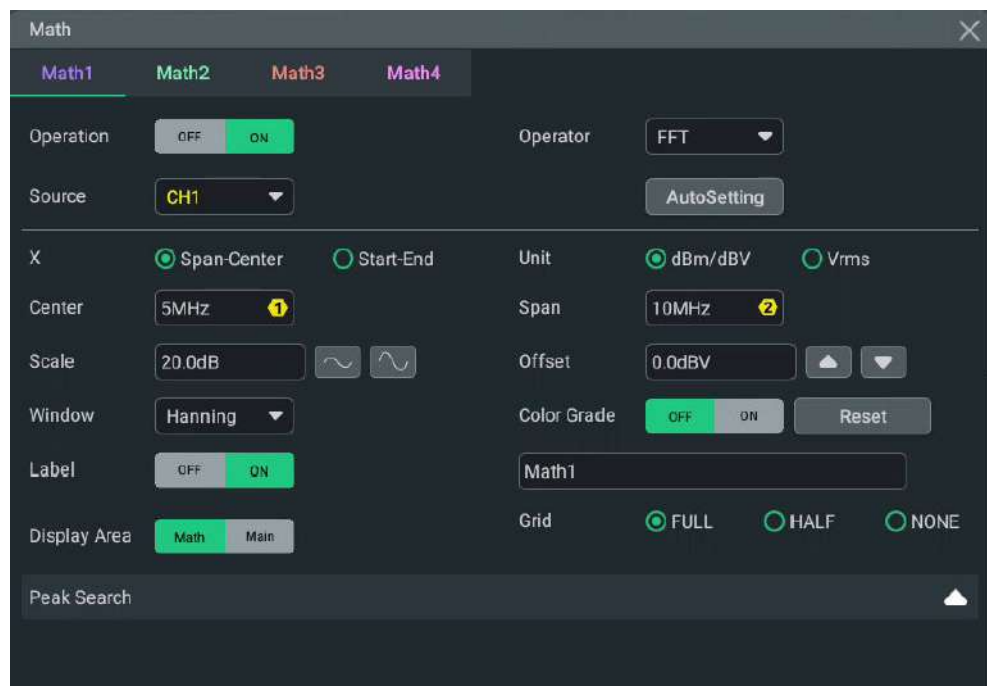 Math
Math1 Math2 Math3 Math4
Operation OFF ON Operator FFT
Source CH1 AutoSetting
X Span-Center Start-End Unit dBm/dBV Vrms
Center 5MHz 1 Span 10MHz 2
Scale 20.0dB Offset 0.0dBV
Window Hanning Color Grade OFF ON Reset
Label OFF ON Math1
Display Area Math Main Grid FULL HALF NONE
Peak Search